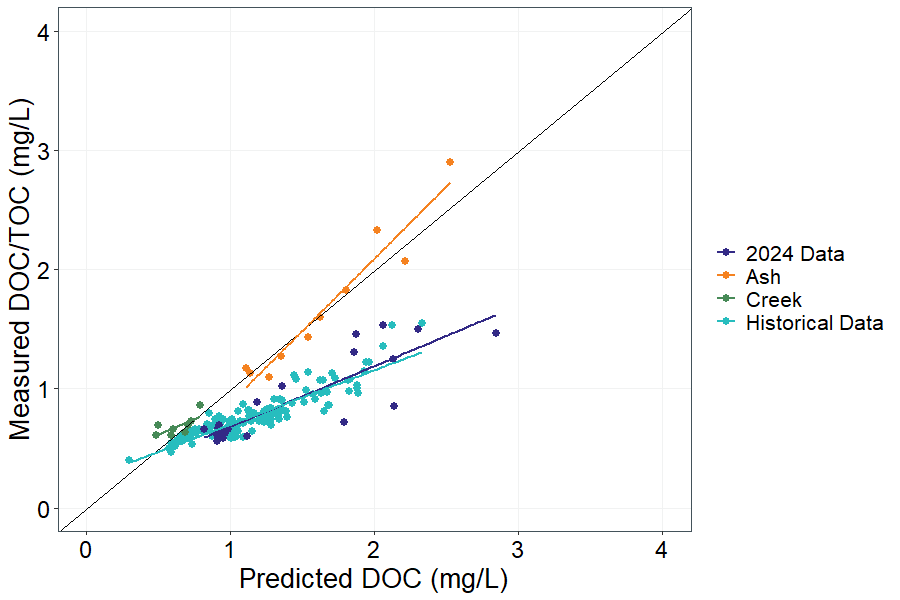 Measured DOC/TOC (mg/L)
4
3
2
1
0
0 1 2 3 4
Predicted DOC (mg/L)
2024 Data
Ash
Creek
Historical Data